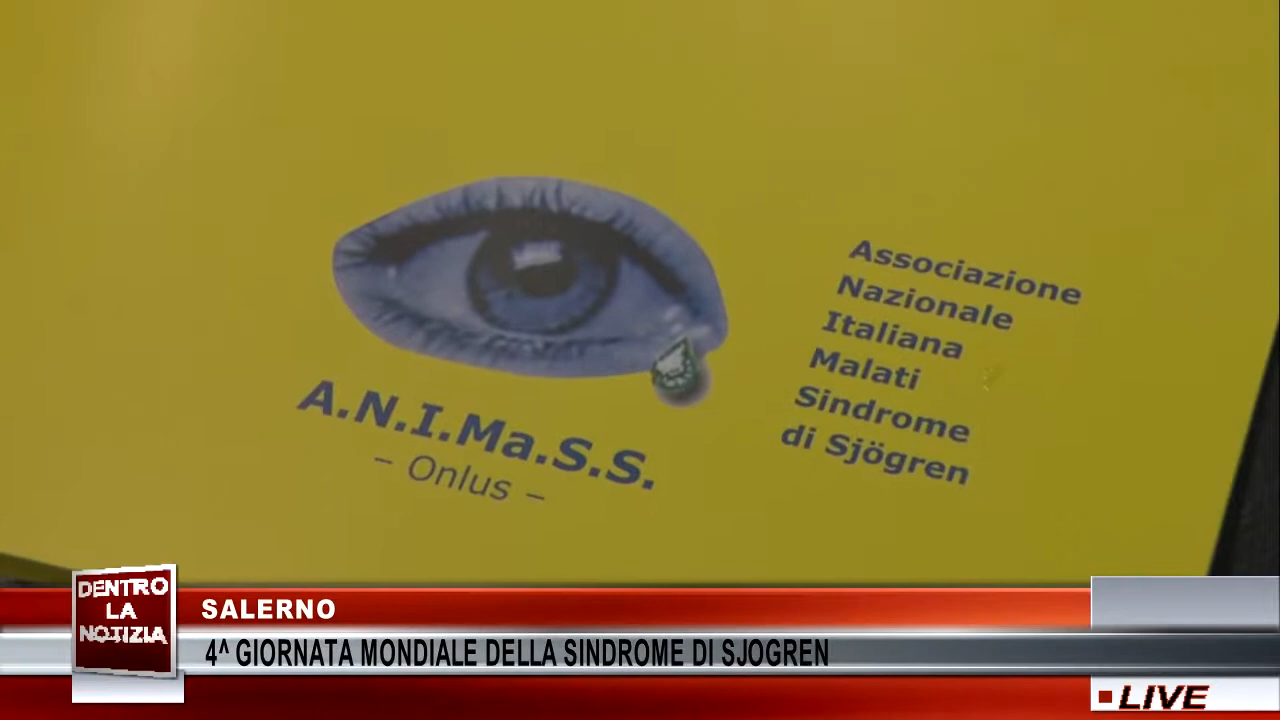 A.N.I.Ma.S.S.
– Onlus –
Associazione
Nazionale
Italiana
Malati
Sindrome
di Sjögren
DENTRO
LA
NOTIZIA
SALERNO
4^ GIORNATA MONDIALE DELLA SINDROME DI SJOGREN
LIVE